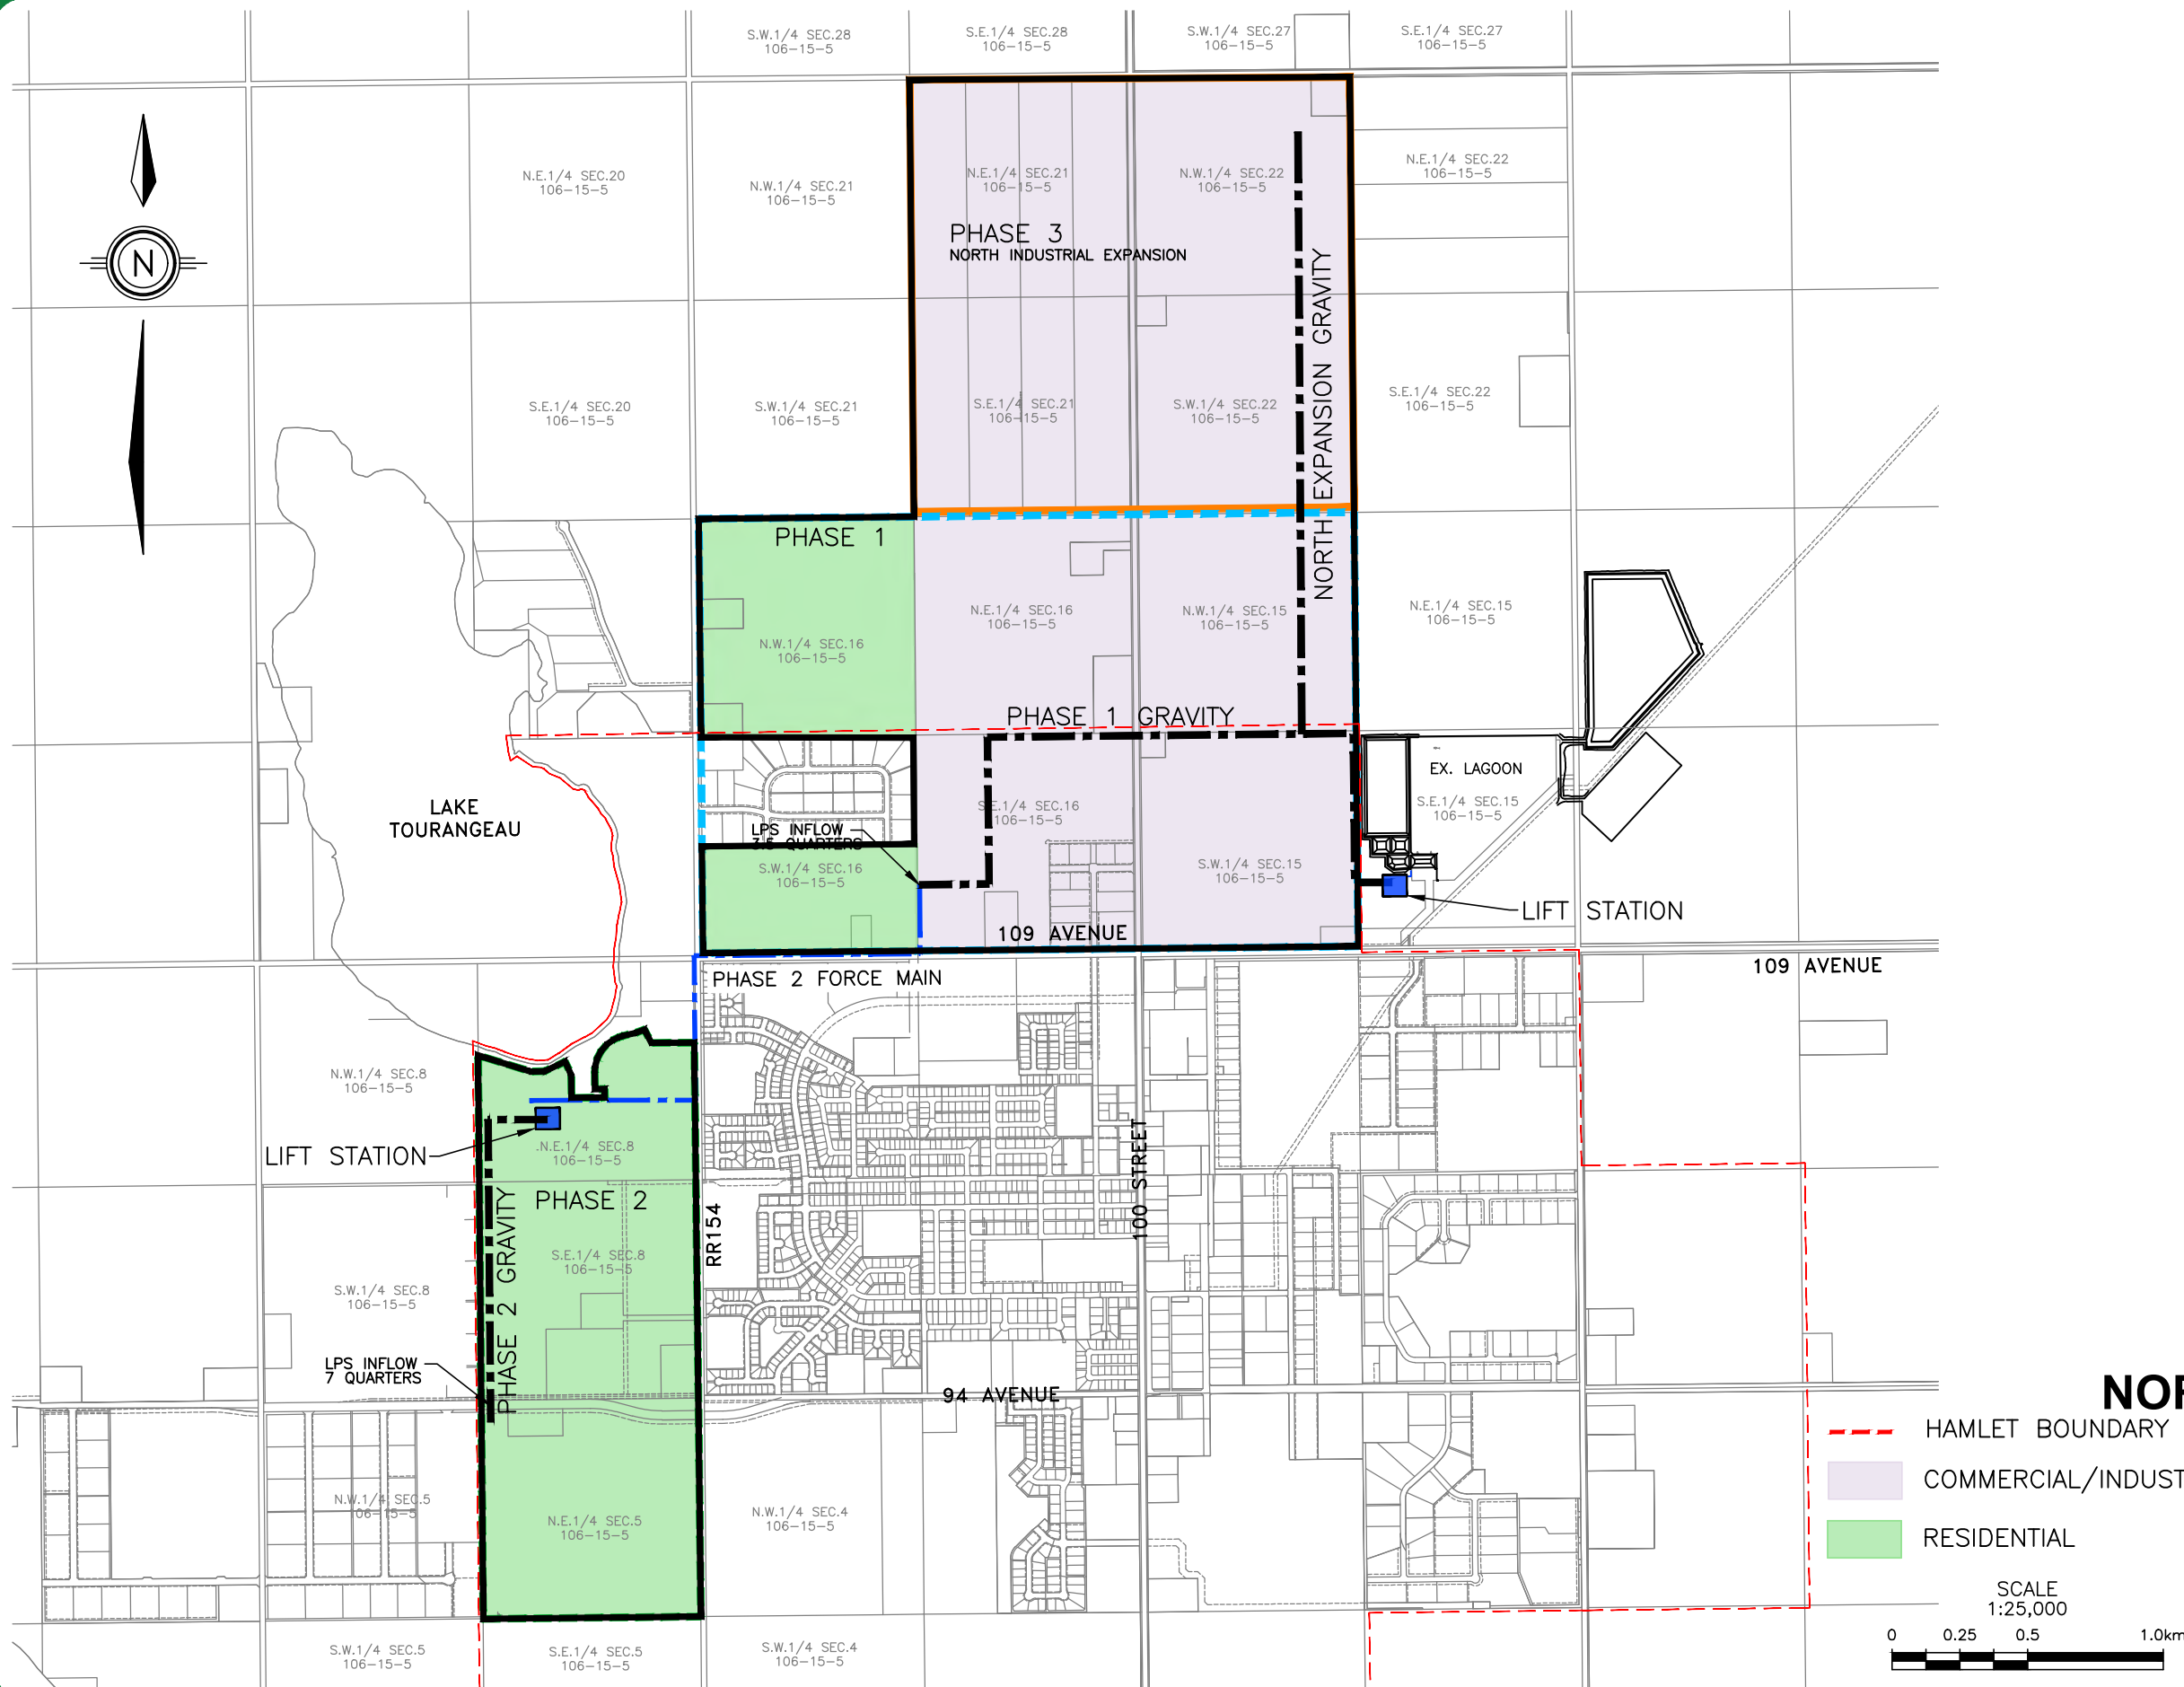 S.W.1/4 SEC.28
106-15-5
S.E.1/4 SEC.28
106-15-5
S.W.1/4 SEC.27
106-15-5
S.E.1/4 SEC.27
106-15-5
N
N.E.1/4 SEC.20
106-15-5
N.W.1/4 SEC.21
106-15-5
N.E.1/4 SEC.21
106-15-5
N.W.1/4 SEC.22
106-15-5
N.E.1/4 SEC.22
106-15-5
PHASE 3
NORTH INDUSTRIAL EXPANSION
NORTH EXPANSION GRAVITY
S.E.1/4 SEC.20
106-15-5
S.W.1/4 SEC.21
106-15-5
S.E.1/4 SEC.21
106-15-5
S.W.1/4 SEC.22
106-15-5
S.E.1/4 SEC.22
106-15-5
PHASE 1
N.W.1/4 SEC.16
106-15-5
N.E.1/4 SEC.16
106-15-5
N.W.1/4 SEC.15
106-15-5
N.E.1/4 SEC.15
106-15-5
PHASE 1 GRAVITY
EX. LAGOON
S.E.1/4 SEC.15
106-15-5
LAKE
TOURANGEAU
LPS INFLOW
3.5 QUARTERS
S.E.1/4 SEC.16
106-15-5
S.W.1/4 SEC.16
106-15-5
S.W.1/4 SEC.15
106-15-5
LIFT STATION
109 AVENUE
109 AVENUE
PHASE 2 FORCE MAIN
N.W.1/4 SEC.8
106-15-5
LIFT STATION
.N.E.1/4 SEC.8
106-15-5
PHASE 2
PHASE 2 GRAVITY
RR154
100 STREET
S.E.1/4 SEC.8
106-15-5
S.W.1/4 SEC.8
106-15-5
LPS INFLOW
7 QUARTERS
94 AVENUE
N.W.1/4 SEC.5
06-15-5
N.E.1/4 SEC.5
106-15-5
N.W.1/4 SEC.4
106-15-5
S.W.1/4 SEC.5
106-15-5
S.E.1/4 SEC.5
106-15-5
S.W.1/4 SEC.4
106-15-5
NOR
HAMLET BOUNDARY
COMMERCIAL/INDUST
RESIDENTIAL
SCALE
1:25,000
0 0.25 0.5 1.0km